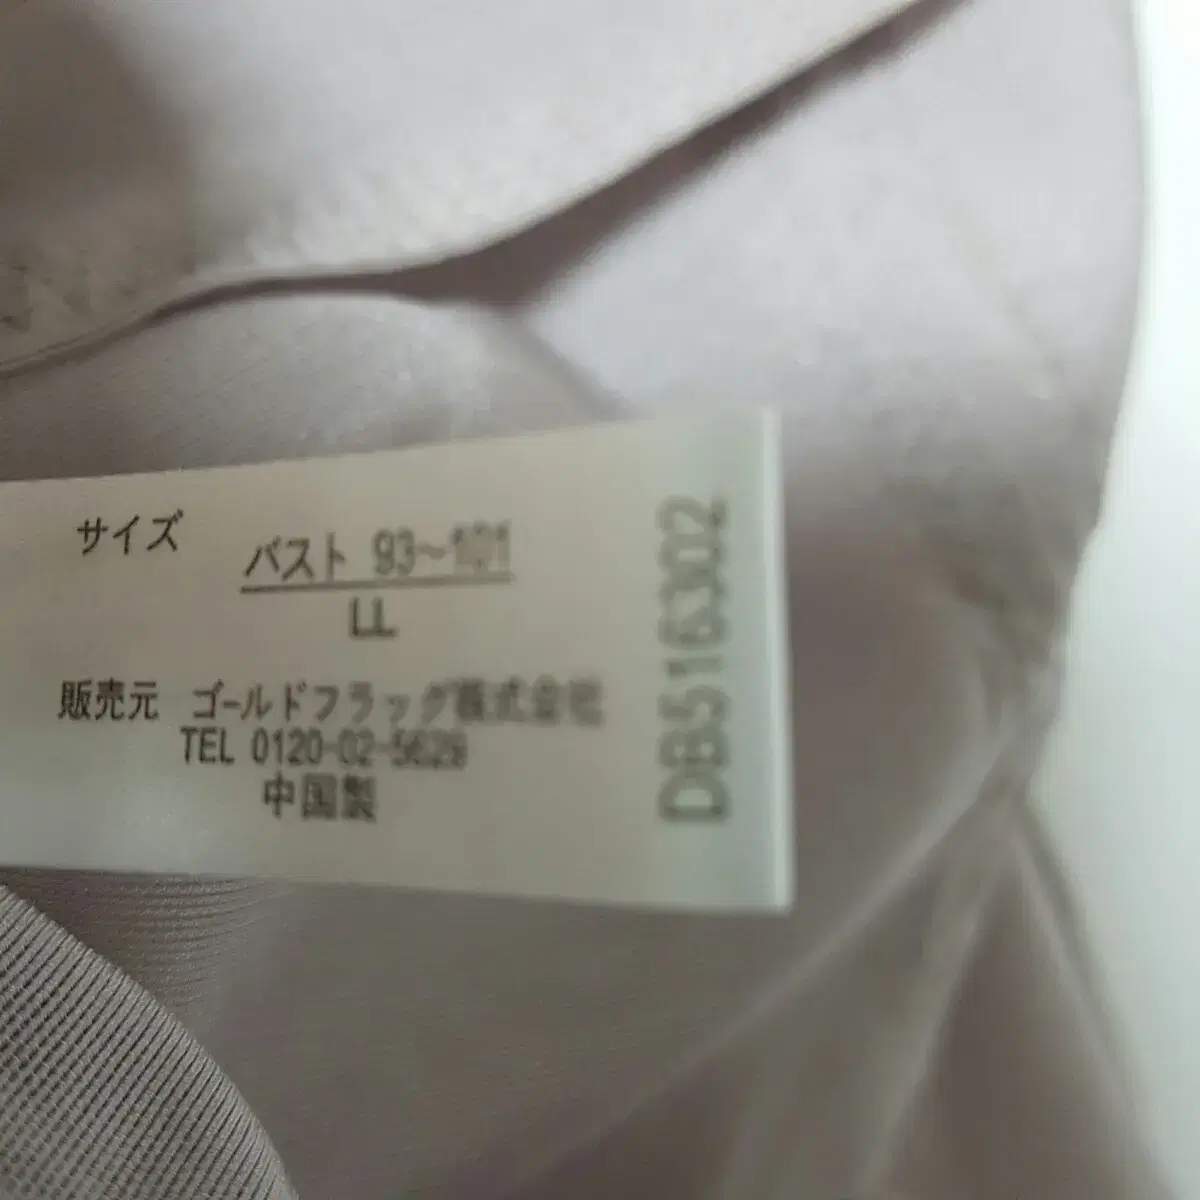 サイズ
バスト 93～101
LL
販売元 ゴールドフラッグ株式会社
TEL 0120-02-5629
中国製
DB516302